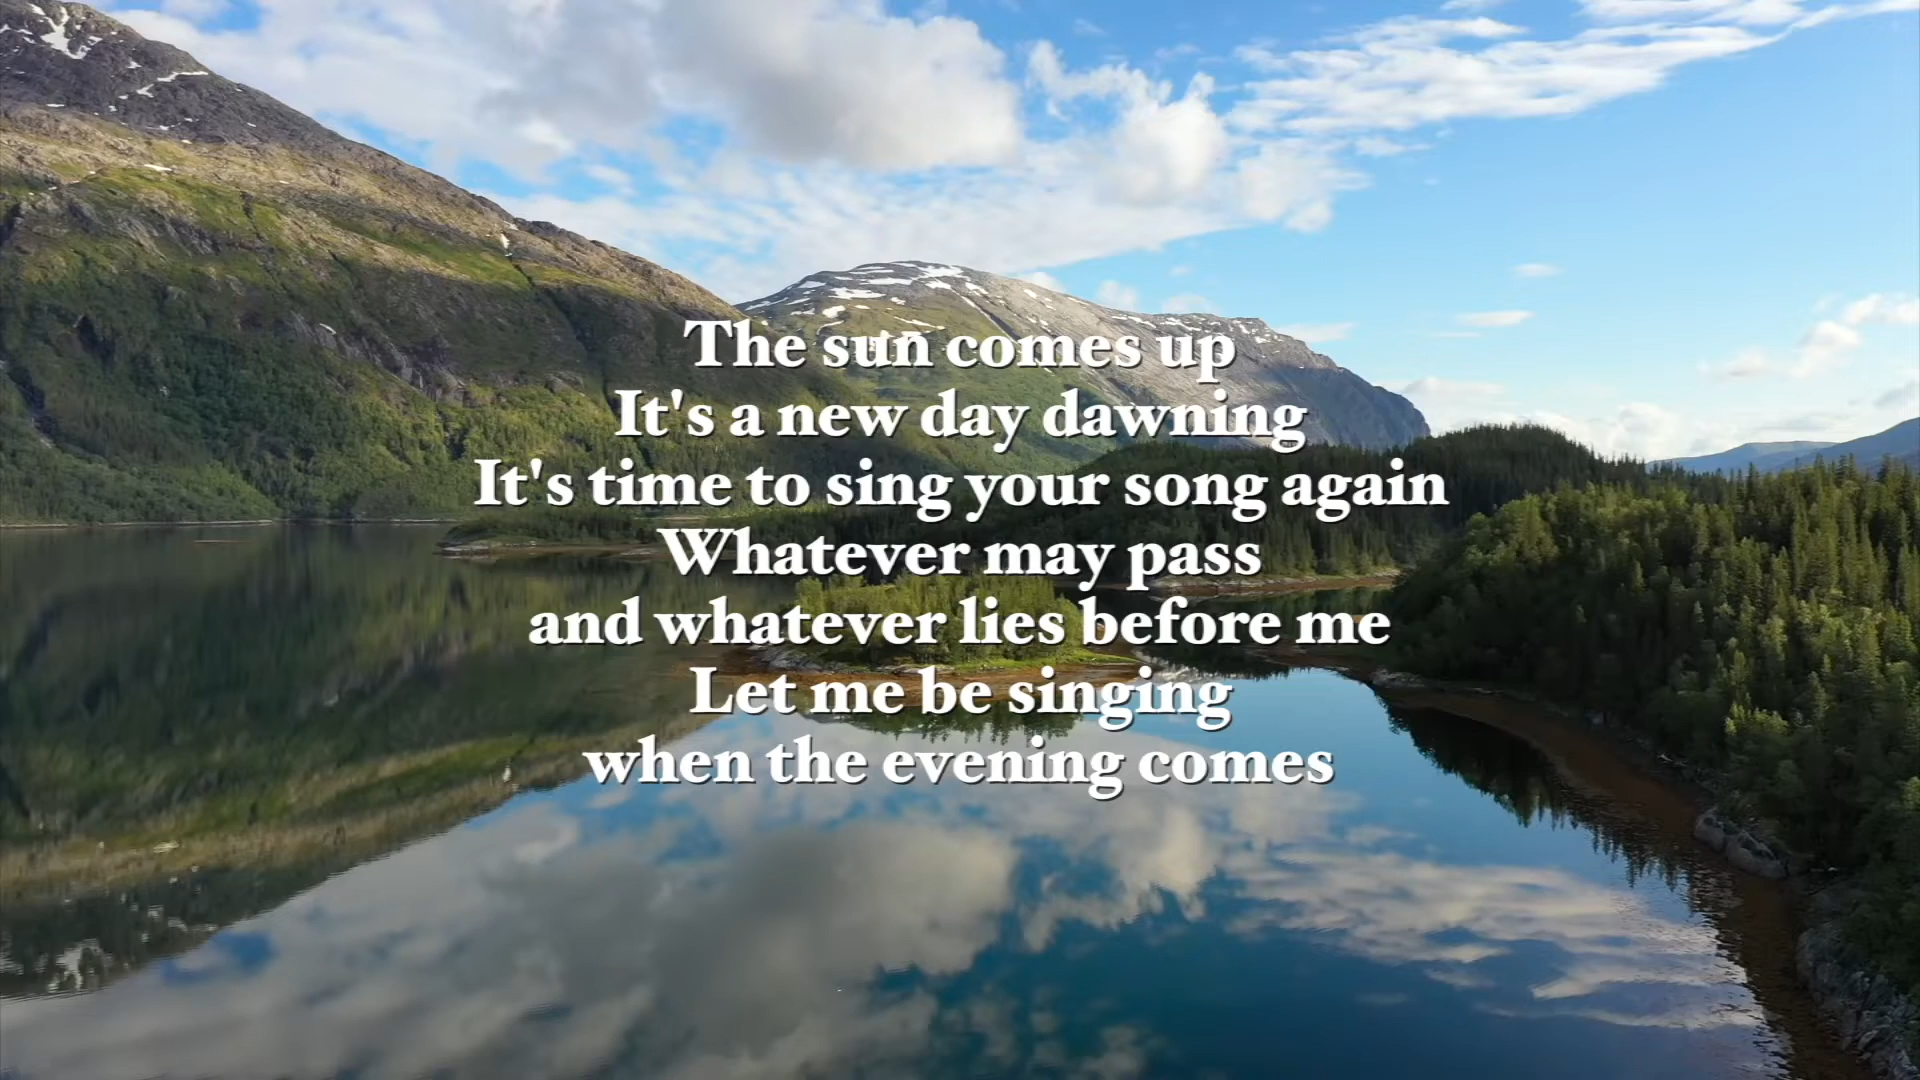 The sun comes up
It's a new day dawning
It's time to sing your song again
Whatever may pass
and whatever lies before me
Let me be singing
when the evening comes